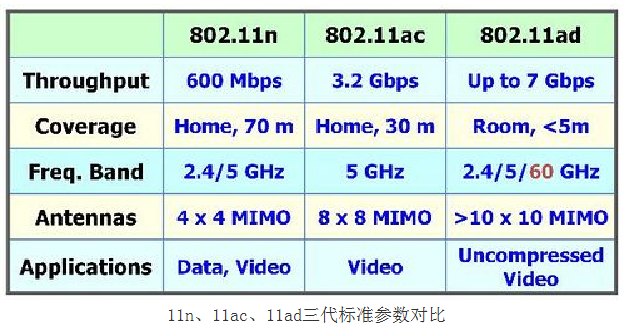 802.11n 802.11ac 802.11ad
Throughput 600 Mbps 3.2 Gbps Up to 7 Gbps
Coverage Home, 70 m Home, 30 m Room, <5m
Freq. Band 2.4/5 GHz 5 GHz 2.4/5/60 GHz
Antennas 4 x 4 MIMO 8 x 8 MIMO >10 x 10 MIMO
Applications Data, Video Video Uncompressed
Video
11n、11ac、11ad三代标准参数对比